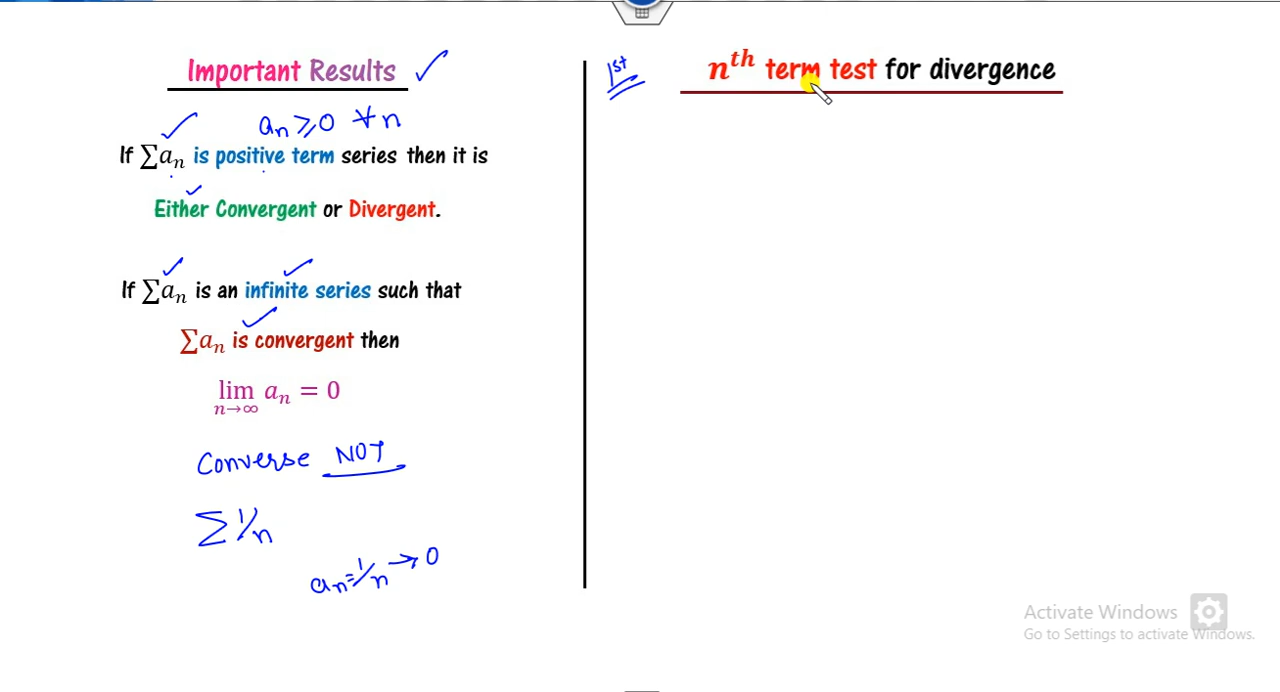 Important Results
aₙ ≥ 0 ∀ n
If ∑aₙ is positive term series then it is
Either Convergent or Divergent.
If ∑aₙ is an infinite series such that
∑aₙ is convergent then
lim aₙ = 0
n→∞
Converse NOT
∑ 1/n
aₙ = 1/n → 0
1st
nᵗʰ term test for divergence
Activate Windows
Go to Settings to activate Windows.